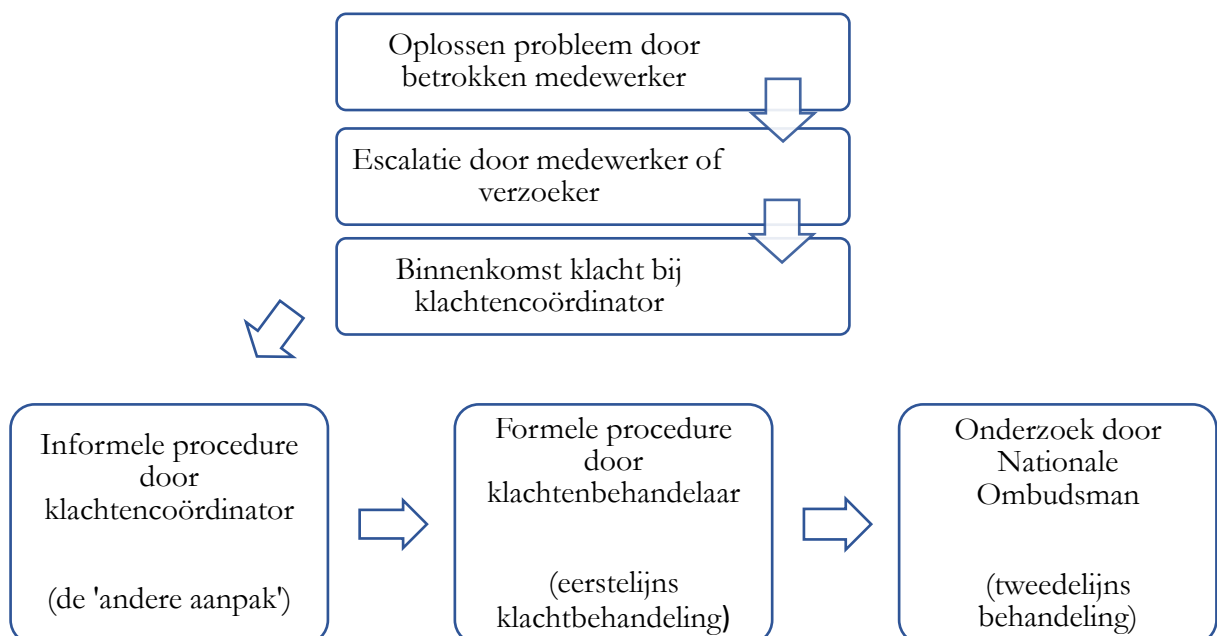 Oplossen probleem door
betrokken medewerker
Escalatie door medewerker of
verzoeker
Binnenkomst klacht bij
klachtencoördinator
Informele procedure
door
klachtencoördinator
(de 'andere aanpak')
Formele procedure
door
klachtenbehandelaar
(eerstelijns
klachtbehandeling)
Onderzoek door
Nationale
Ombudsman
(tweedelijns
behandeling)